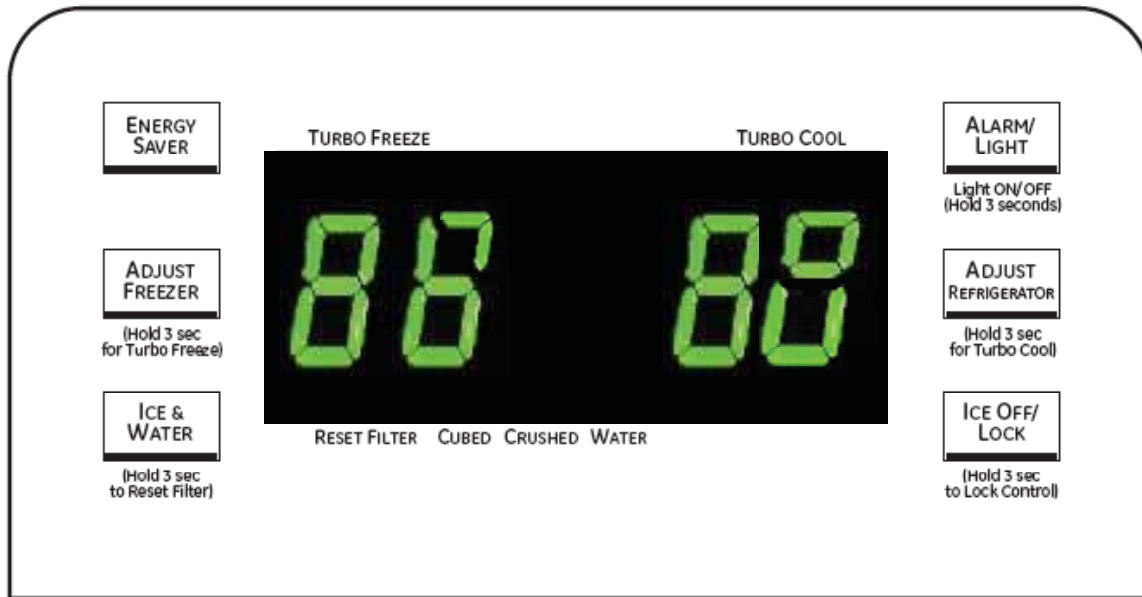 ENERGY
SAVER
TURBO FREEZE
TURBO COOL
ALARM/
LIGHT
Light ON/OFF
(Hold 3 seconds)
88
88
ADJUST
FREEZER
(Hold 3 sec
for Turbo Freeze)
ADJUST
REFRIGERATOR
(Hold 3 sec
for Turbo Cool)
ICE &
WATER
(Hold 3 sec
to Reset Filter)
RESET FILTER CUBED CRUSHED WATER
ICE OFF/
LOCK
(Hold 3 sec
to Lock Control)